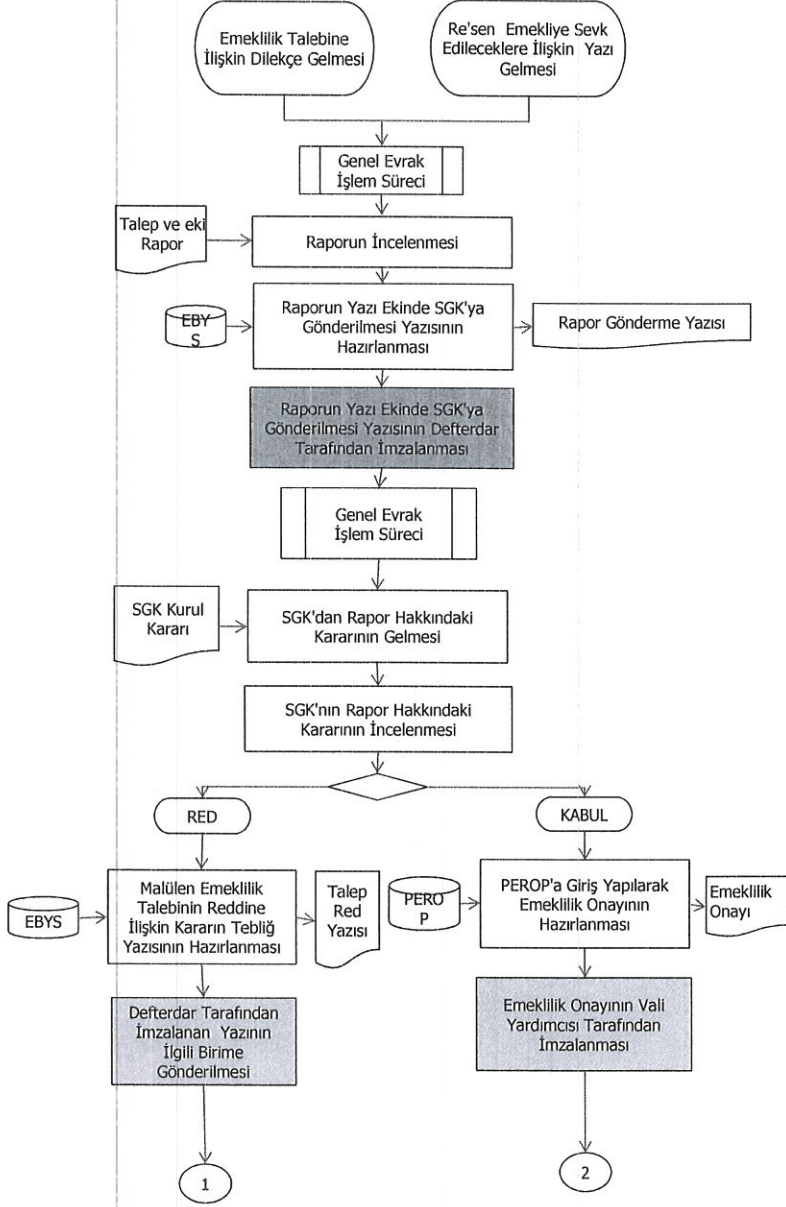 Emeklilik Talebine
İlişkin Dilekçe Gelmesi
Re'sen Emekliye Sevk
Edileceklere İlişkin Yazı
Gelmesi
Genel Evrak
İşlem Süreci
Talep ve eki
Rapor
Raporun İncelenmesi
EBY
S
Raporun Yazı Ekinde SGK'ya
Gönderilmesi Yazısının
Hazırlanması
Rapor Gönderme Yazısı
Raporun Yazı Ekinde SGK'ya
Gönderilmesi Yazısının Defterdar
Tarafından İmzalanması
Genel Evrak
İşlem Süreci
SGK Kurul
Kararı
SGK'dan Rapor Hakkındaki
Kararının Gelmesi
SGK'nın Rapor Hakkındaki
Kararının İncelenmesi
RED
KABUL
EBYS
Malülen Emeklilik
Talebinin Reddine
İlişkin Kararın Tebliğ
Yazısının Hazırlanması
Talep
Red
Yazısı
PERO
P
PEROP'a Giriş Yapılarak
Emeklilik Onayının
Hazırlanması
Emeklilik
Onayı
Defterdar Tarafından
İmzalanan Yazının
İlgili Birime
Gönderilmesi
Emeklilik Onayının Vali
Yardımcısı Tarafından
İmzalanması
1
2